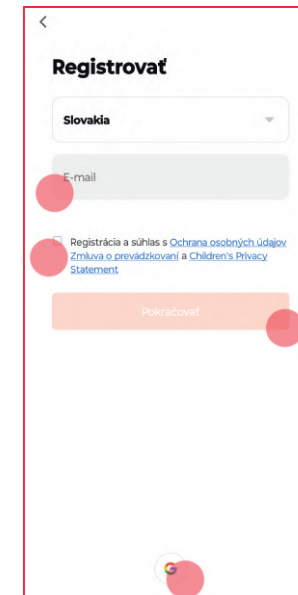 Registrovať
Slovakia
E-mail
Registrácia a súhlas s Ochrana osobných údajov
Zmluva o prevádzkovaní a Children's Privacy
Statement
Pokračovať